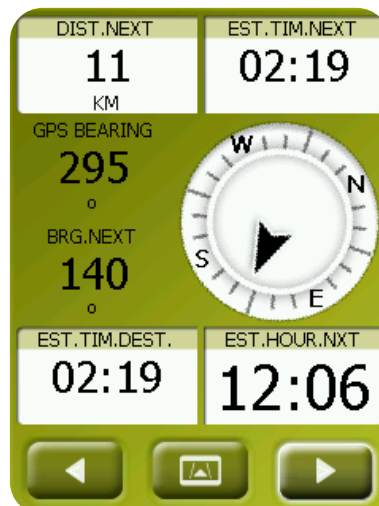 DIST.NEXT
11
KM
EST.TIM.NEXT
02:19
GPS BEARING
295
o
BRG.NEXT
140
o
W
N
S
E
EST.TIM.DEST.
02:19
EST.HOUR.NXT
12:06